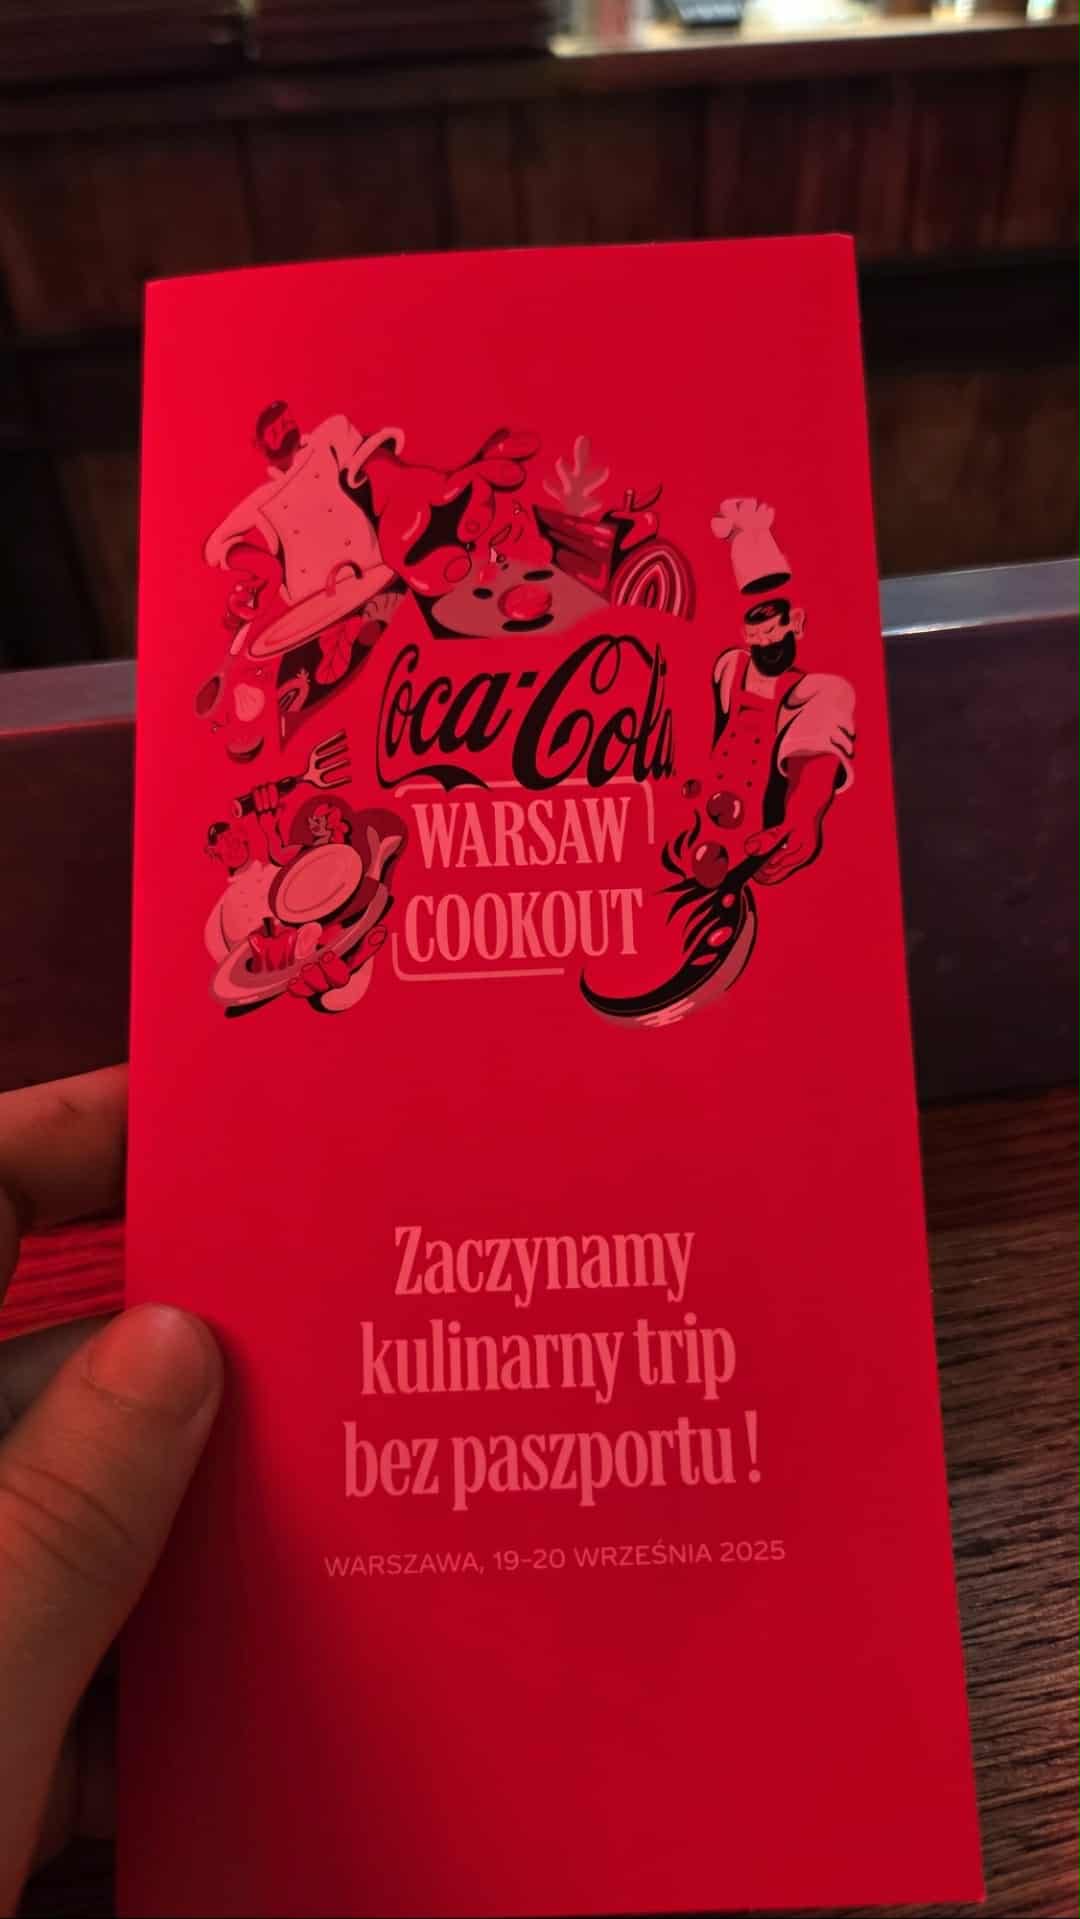 Coca-Cola
WARSAW
COOKOUT
Zaczynamy
kulinarny trip
bez paszportu!
WARSZAWA, 19–20 WRZEŚNIA 2025